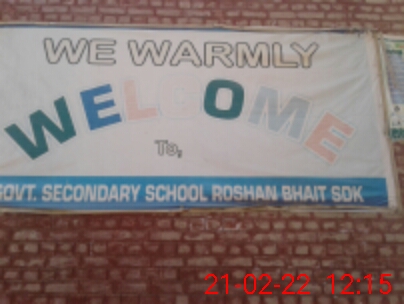 WE WARMLY
WELCOME
To,
GOVT. SECONDARY SCHOOL ROSHAN BHAIT SDK
21-02-22 12:15